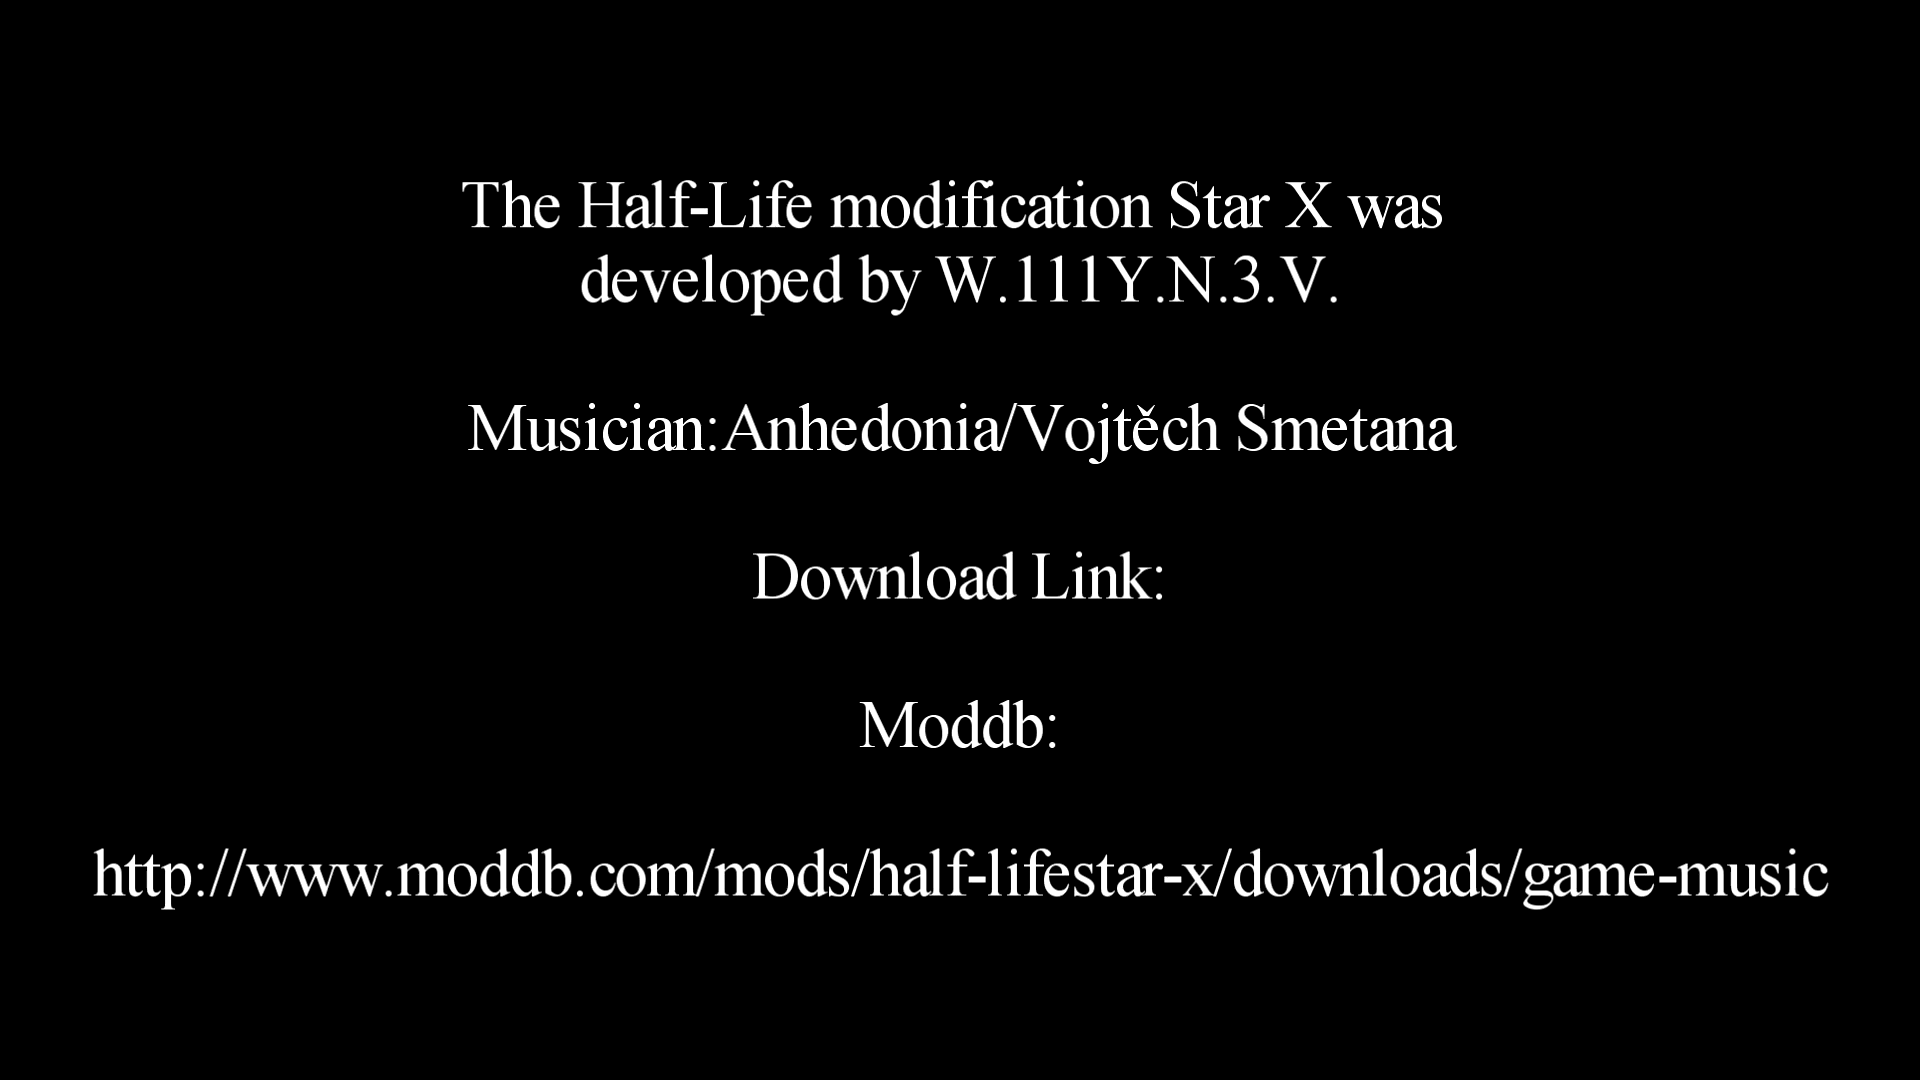 The Half-Life modification Star X was
developed by W.111Y.N.3.V.
Musician:Anhedonia/Vojtěch Smetana
Download Link:
Moddb:
http://www.moddb.com/mods/half-lifestar-x/downloads/game-music